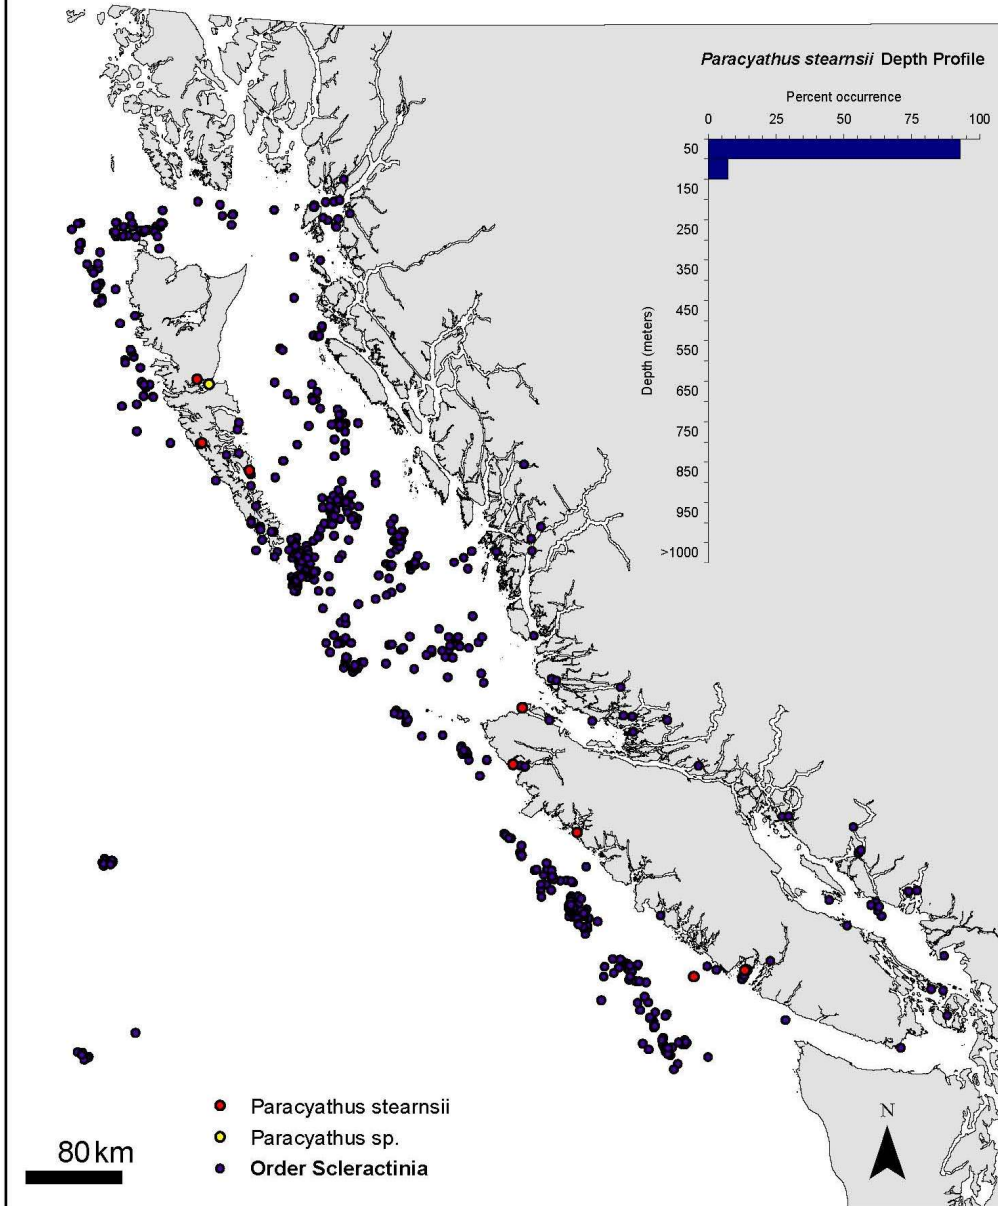 Paracyathus stearnsii Depth Profile
Percent occurrence
0 25 50 75 100
50
150
250
350
450
550
650
750
850
950
>1000
Depth (meters)
Paracyathus stearnsii
Paracyathus sp.
Order Scleractinia
80 km
N